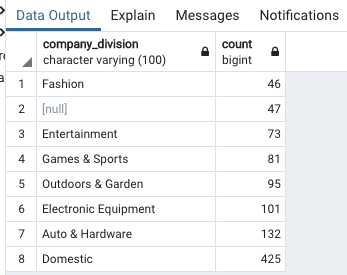 Data Output Explain Messages Notifications
company_division count
character varying (100) bigint
1 Fashion 46
2 [null] 47
3 Entertainment 73
4 Games & Sports 81
5 Outdoors & Garden 95
6 Electronic Equipment 101
7 Auto & Hardware 132
8 Domestic 425